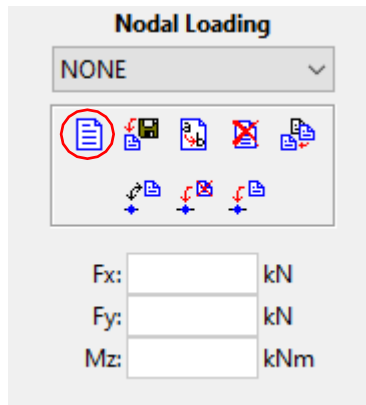 Nodal Loading
NONE
a b
Fx: kN
Fy: kN
Mz: kNm